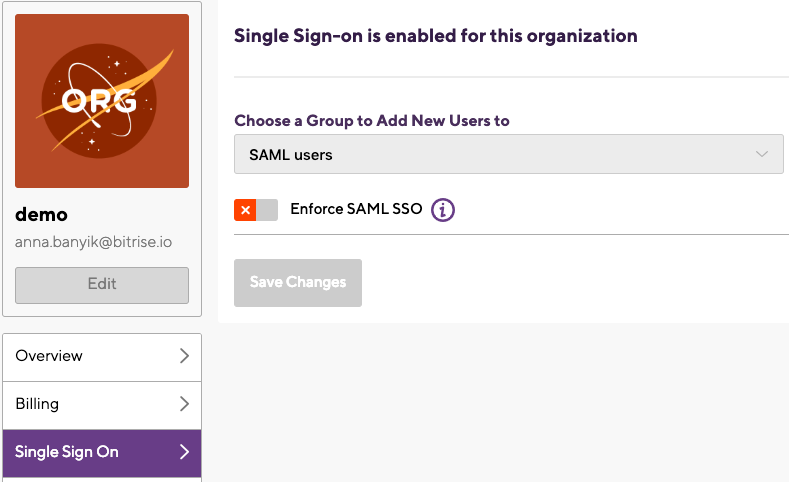 ORG
demo
anna.banyik@bitrise.io
Edit
Overview
Billing
Single Sign On
Single Sign-on is enabled for this organization
Choose a Group to Add New Users to
SAML users
Enforce SAML SSO
Save Changes